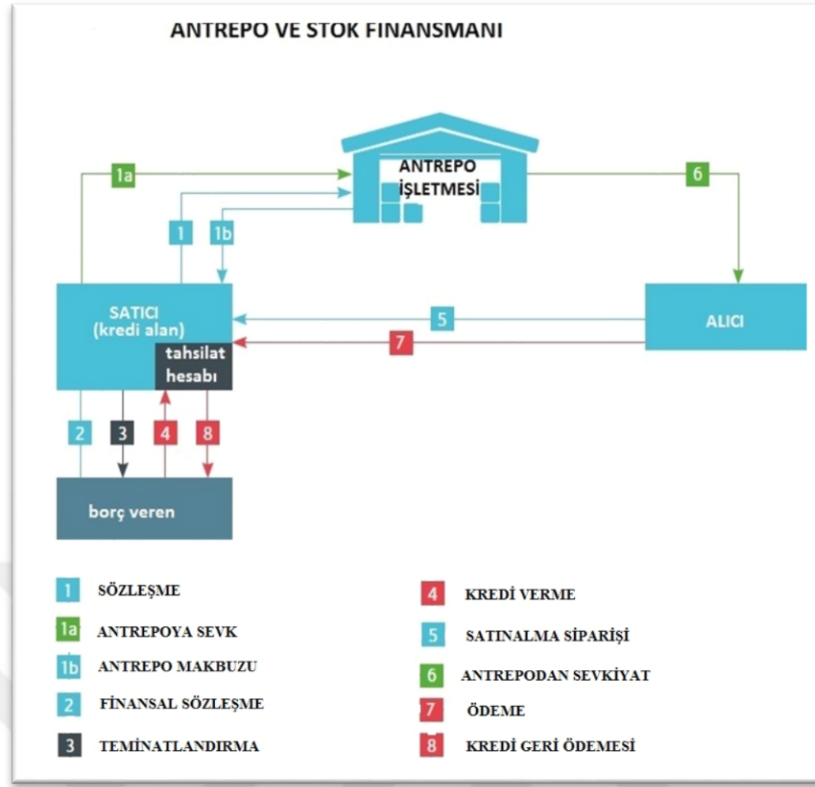 ANTREPO VE STOK FINANSMANI
1a
ANTREPO
İŞLETMESİ
6
1
1b
SATICI
(kredi alan)
5
ALICI
tahsilat
hesabı
7
2
3
4
8
borç veren
1 SÖZLEŞME
1a ANTREPOYA SEVK
1b ANTREPO MAKBUZU
2 FİNANSAL SÖZLEŞME
3 TEMİNATLANDIRMA
4 KREDİ VERME
5 SATINALMA SİPARİŞİ
6 ANTREPODAN SEVKİYAT
7 ÖDEME
8 KREDİ GERİ ÖDEMESİ